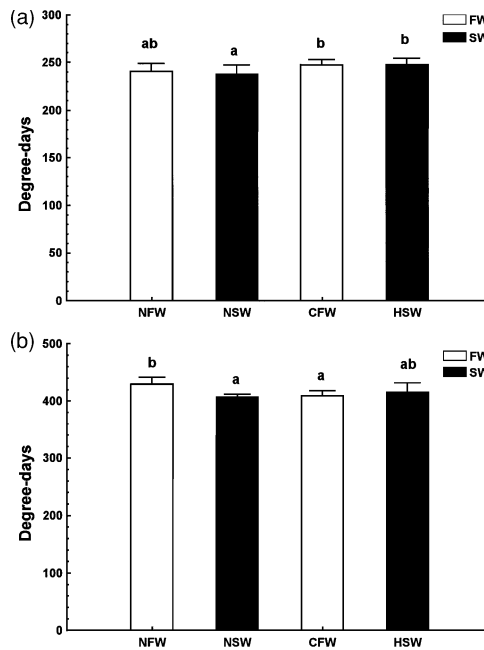 (a)
300
FW
SW
ab
a
b
b
250
200
150
100
50
0
Degree-days
NFW NSW CFW HSW
(b)
500
FW
SW
b
a
a
ab
400
300
200
100
0
Degree-days
NFW NSW CFW HSW